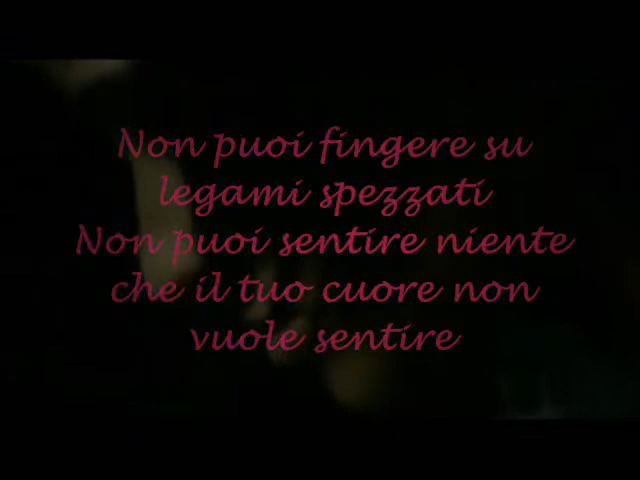 Non puoi fingere su
legami spezzati
Non puoi sentire niente
che il tuo cuore non
vuole sentire